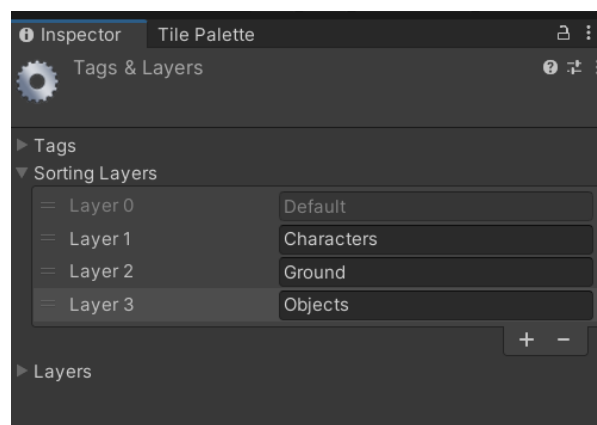 Inspector Tile Palette
Tags & Layers
Tags
Sorting Layers
Layer 0 Default
Layer 1 Characters
Layer 2 Ground
Layer 3 Objects
+ −
Layers